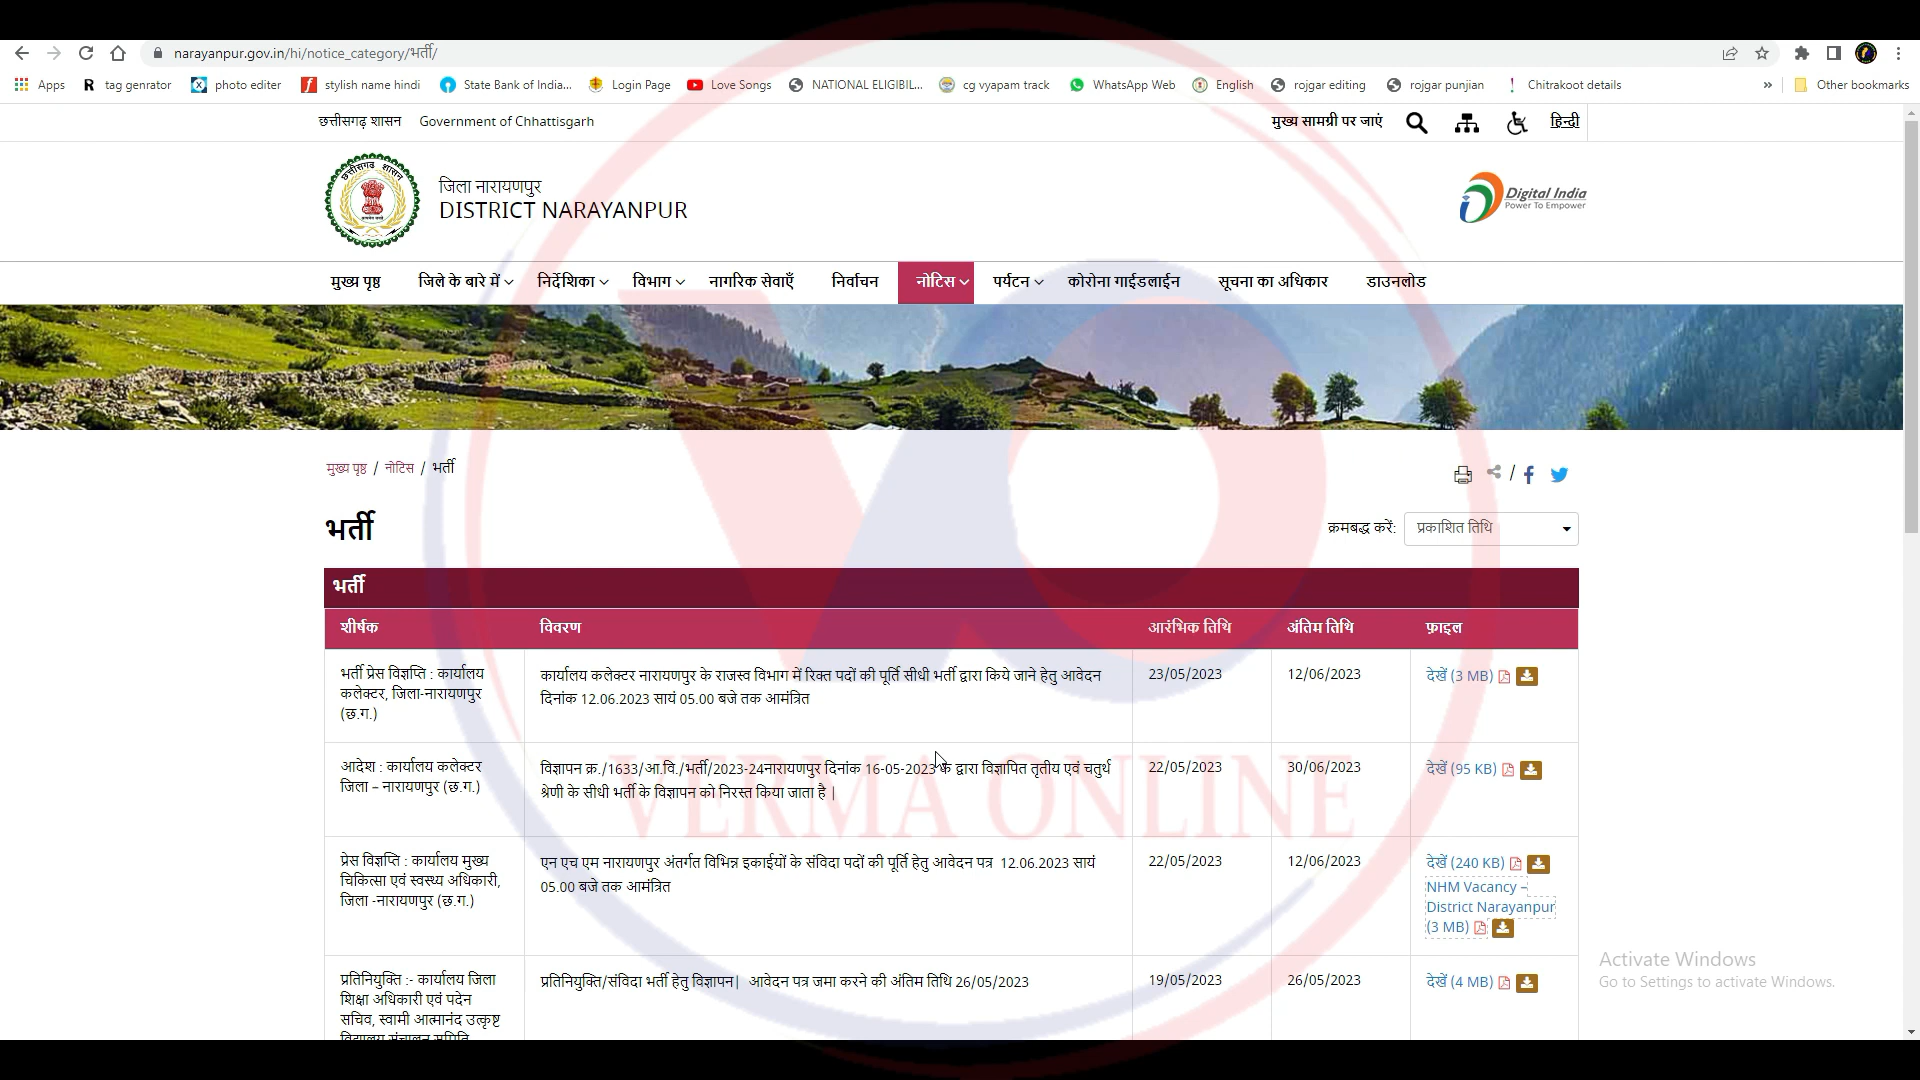 narayanpur.gov.in/hi/notice_category/भर्ती/
Apps tag genrator photo editer stylish name hindi State Bank of India... Login Page Love Songs NATIONAL ELIGIBIL... cg vyapam track WhatsApp Web English rojgar editing rojgar punjian Chitrakoot details » Other bookmarks
छत्तीसगढ़ शासन Government of Chhattisgarh मुख्य सामग्री पर जाएं हिन्दी
जिला नारायणपुर
DISTRICT NARAYANPUR
Digital India
Power To Empower
मुख्य पृष्ठ जिले के बारे में निर्देशिका विभाग नागरिक सेवाएँ निर्वाचन नोटिस पर्यटन कोरोना गाईडलाईन सूचना का अधिकार डाउनलोड
मुख्य पृष्ठ / नोटिस / भर्ती
भर्ती
क्रमबद्ध करें: प्रकाशित तिथि
भर्ती
शीर्षक विवरण आरंभिक तिथि अंतिम तिथि फ़ाइल
भर्ती प्रेस विज्ञप्ति : कार्यालय
कलेक्टर, जिला-नारायणपुर
(छ.ग.)
कार्यालय कलेक्टर नारायणपुर के राजस्व विभाग में रिक्त पदों की पूर्ति सीधी भर्ती द्वारा किये जाने हेतु आवेदन
दिनांक 12.06.2023 सायं 05.00 बजे तक आमंत्रित
23/05/2023 12/06/2023 देखें (3 MB)
आदेश : कार्यालय कलेक्टर
जिला – नारायणपुर (छ.ग.)
विज्ञापन क्र./1633/आ.वि./भर्ती/2023-24नारायणपुर दिनांक 16-05-2023 के द्वारा विज्ञापित तृतीय एवं चतुर्थ
श्रेणी के सीधी भर्ती के विज्ञापन को निरस्त किया जाता है |
22/05/2023 30/06/2023 देखें (95 KB)
प्रेस विज्ञप्ति : कार्यालय मुख्य
चिकित्सा एवं स्वस्थ्य अधिकारी,
जिला -नारायणपुर (छ.ग.)
एन एच एम नारायणपुर अंतर्गत विभिन्न इकाईयों के संविदा पदों की पूर्ति हेतु आवेदन पत्र 12.06.2023 सायं
05.00 बजे तक आमंत्रित
22/05/2023 12/06/2023 देखें (240 KB)
NHM Vacancy –
District Narayanpur
(3 MB)
प्रतिनियुक्ति :- कार्यालय जिला
शिक्षा अधिकारी एवं पदेन
सचिव, स्वामी आत्मानंद उत्कृष्ट
विद्यालय संचालन समिति
प्रतिनियुक्ति/संविदा भर्ती हेतु विज्ञापन| आवेदन पत्र जमा करने की अंतिम तिथि 26/05/2023
19/05/2023 26/05/2023 देखें (4 MB)
VERMA ONLINE
Activate Windows
Go to Settings to activate Windows.